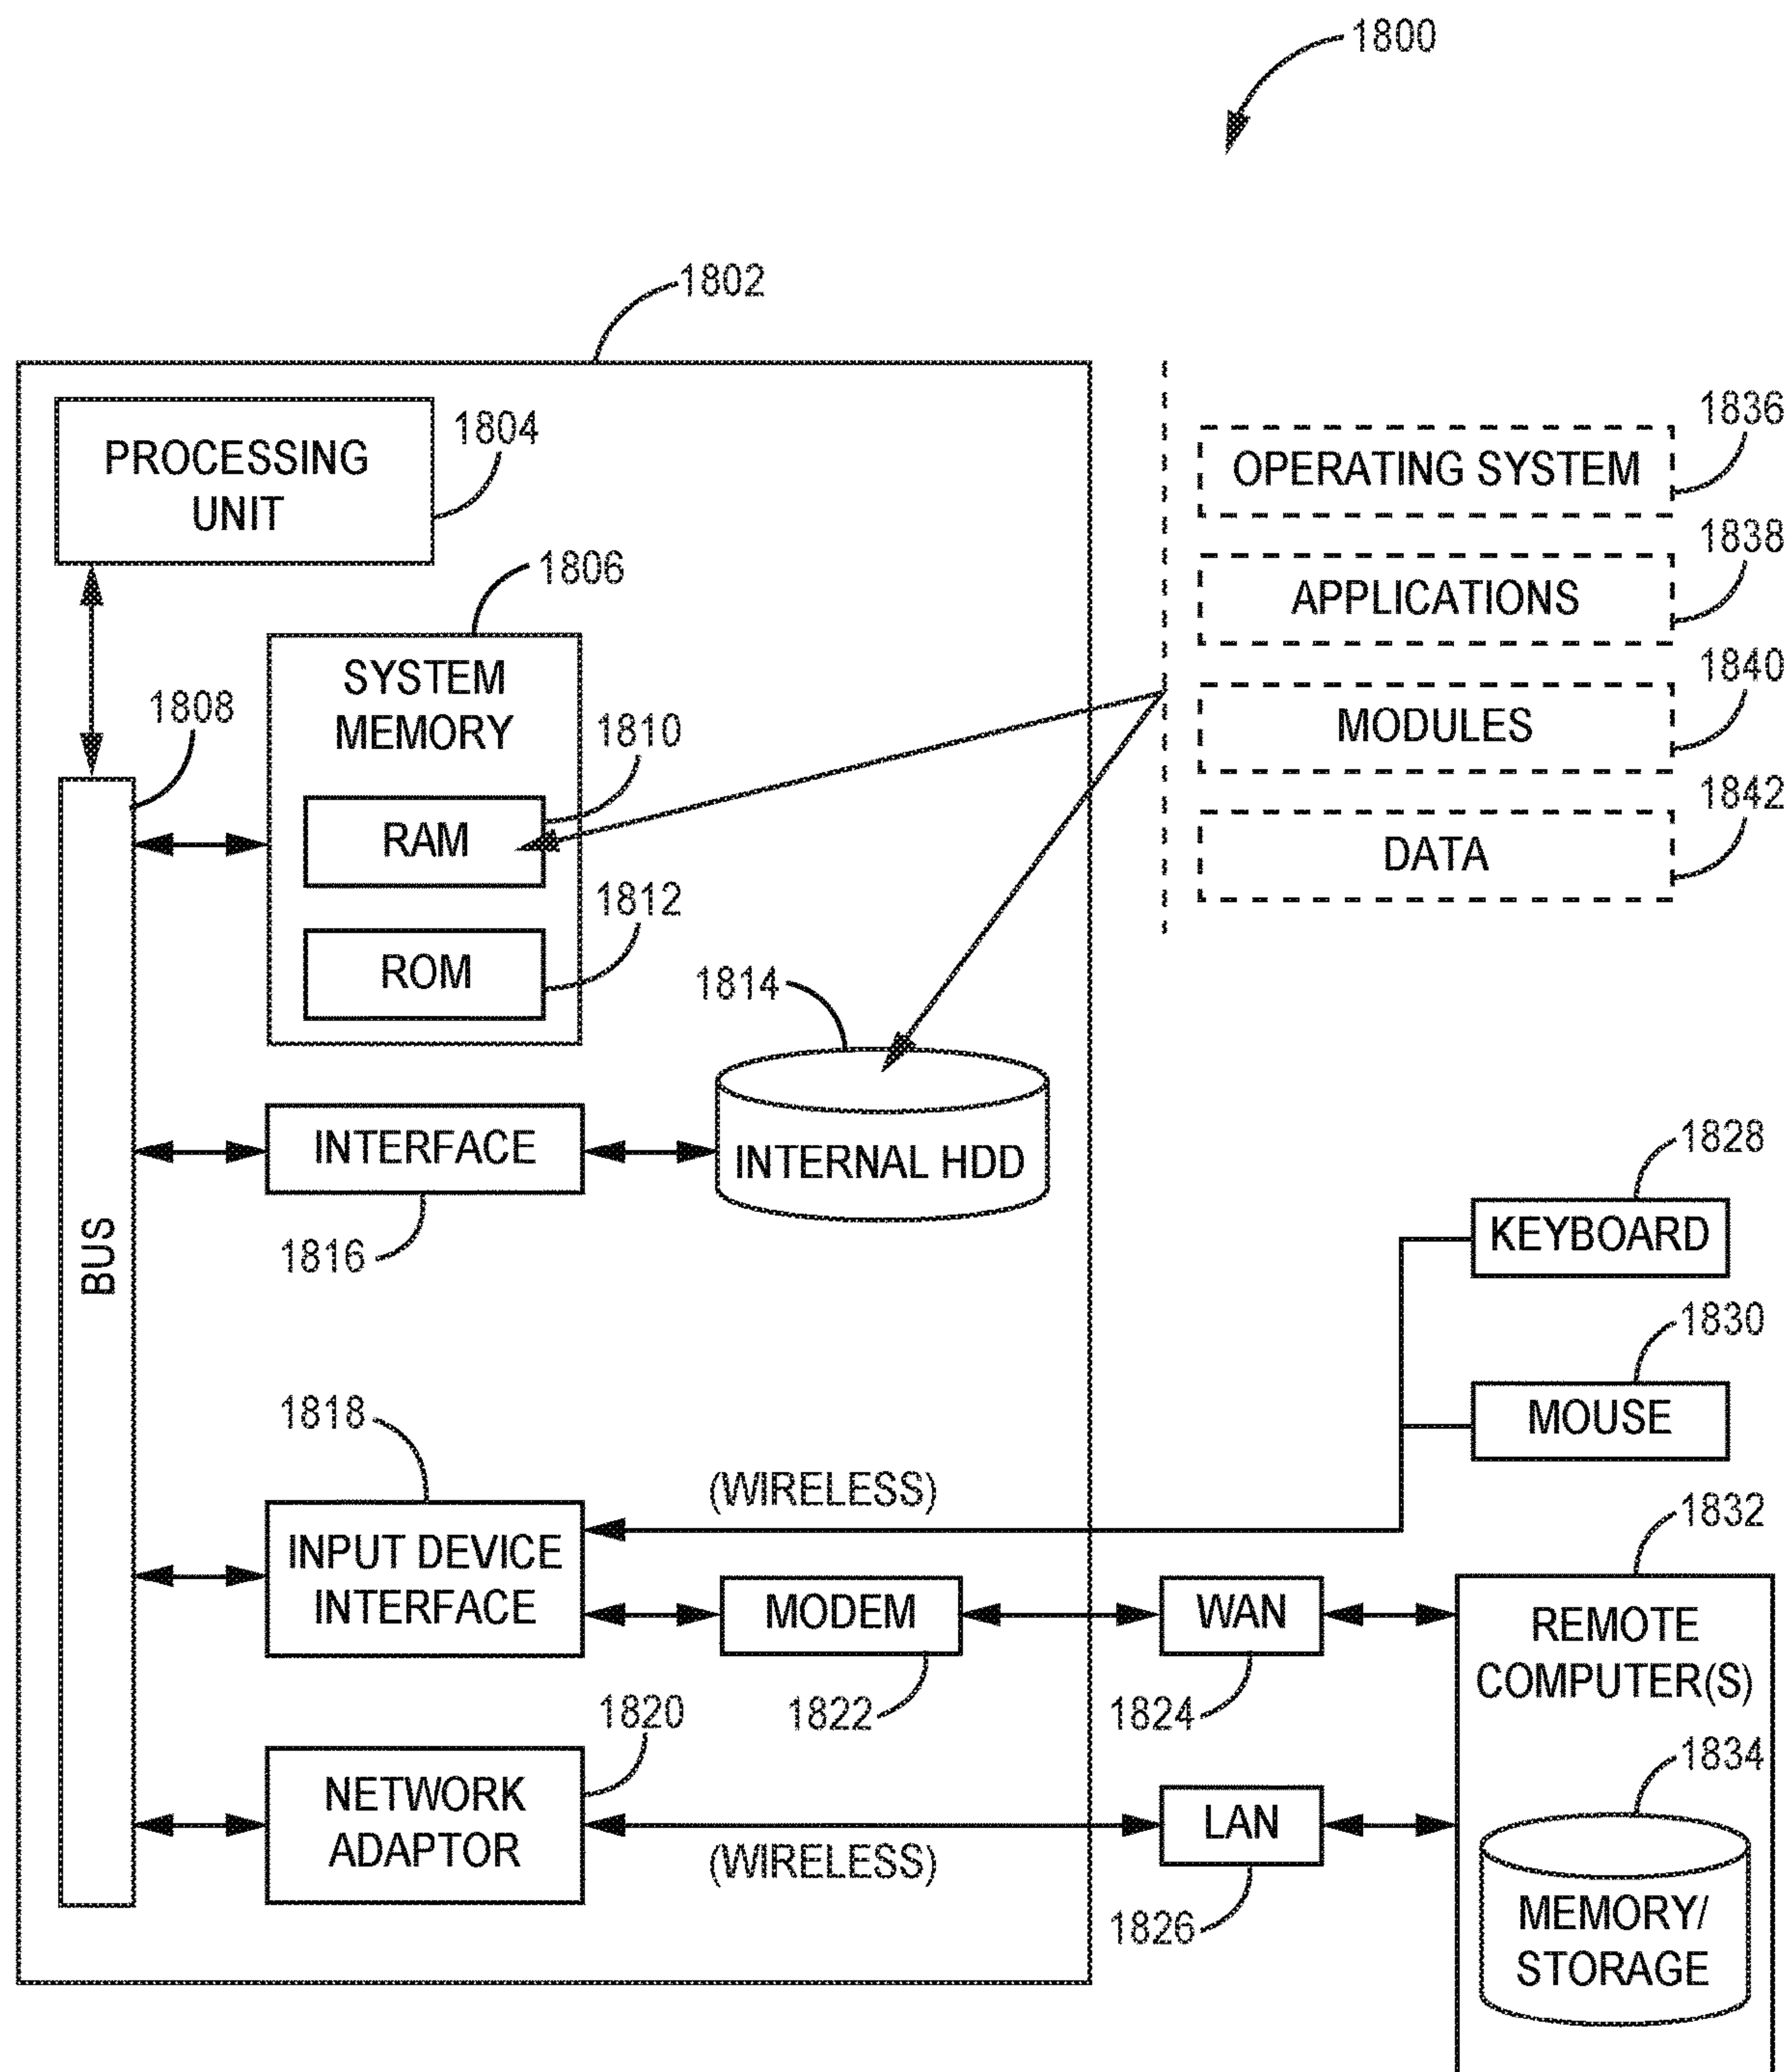 1800
1802
PROCESSING
UNIT
1804
1806
SYSTEM
MEMORY
1808
1810
RAM
1812
ROM
1814
INTERFACE
INTERNAL HDD
1816
BUS
1818
(WIRELESS)
INPUT DEVICE
INTERFACE
MODEM
1822
1820
NETWORK
ADAPTOR
(WIRELESS)
1836
OPERATING SYSTEM
1838
APPLICATIONS
1840
MODULES
1842
DATA
1828
KEYBOARD
1830
MOUSE
1832
WAN
1824
REMOTE
COMPUTER(S)
LAN
1826
1834
MEMORY/
STORAGE